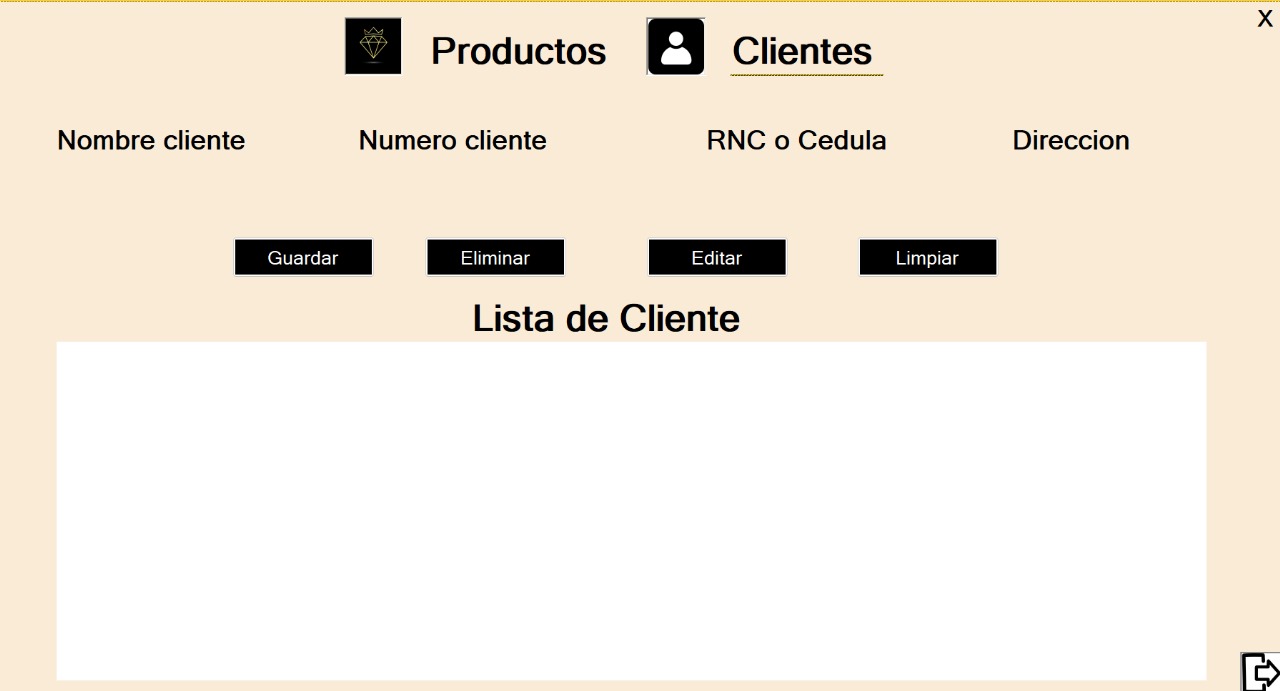 X
Productos Clientes
Nombre cliente Numero cliente RNC o Cedula Direccion
Guardar Eliminar Editar Limpiar
Lista de Cliente